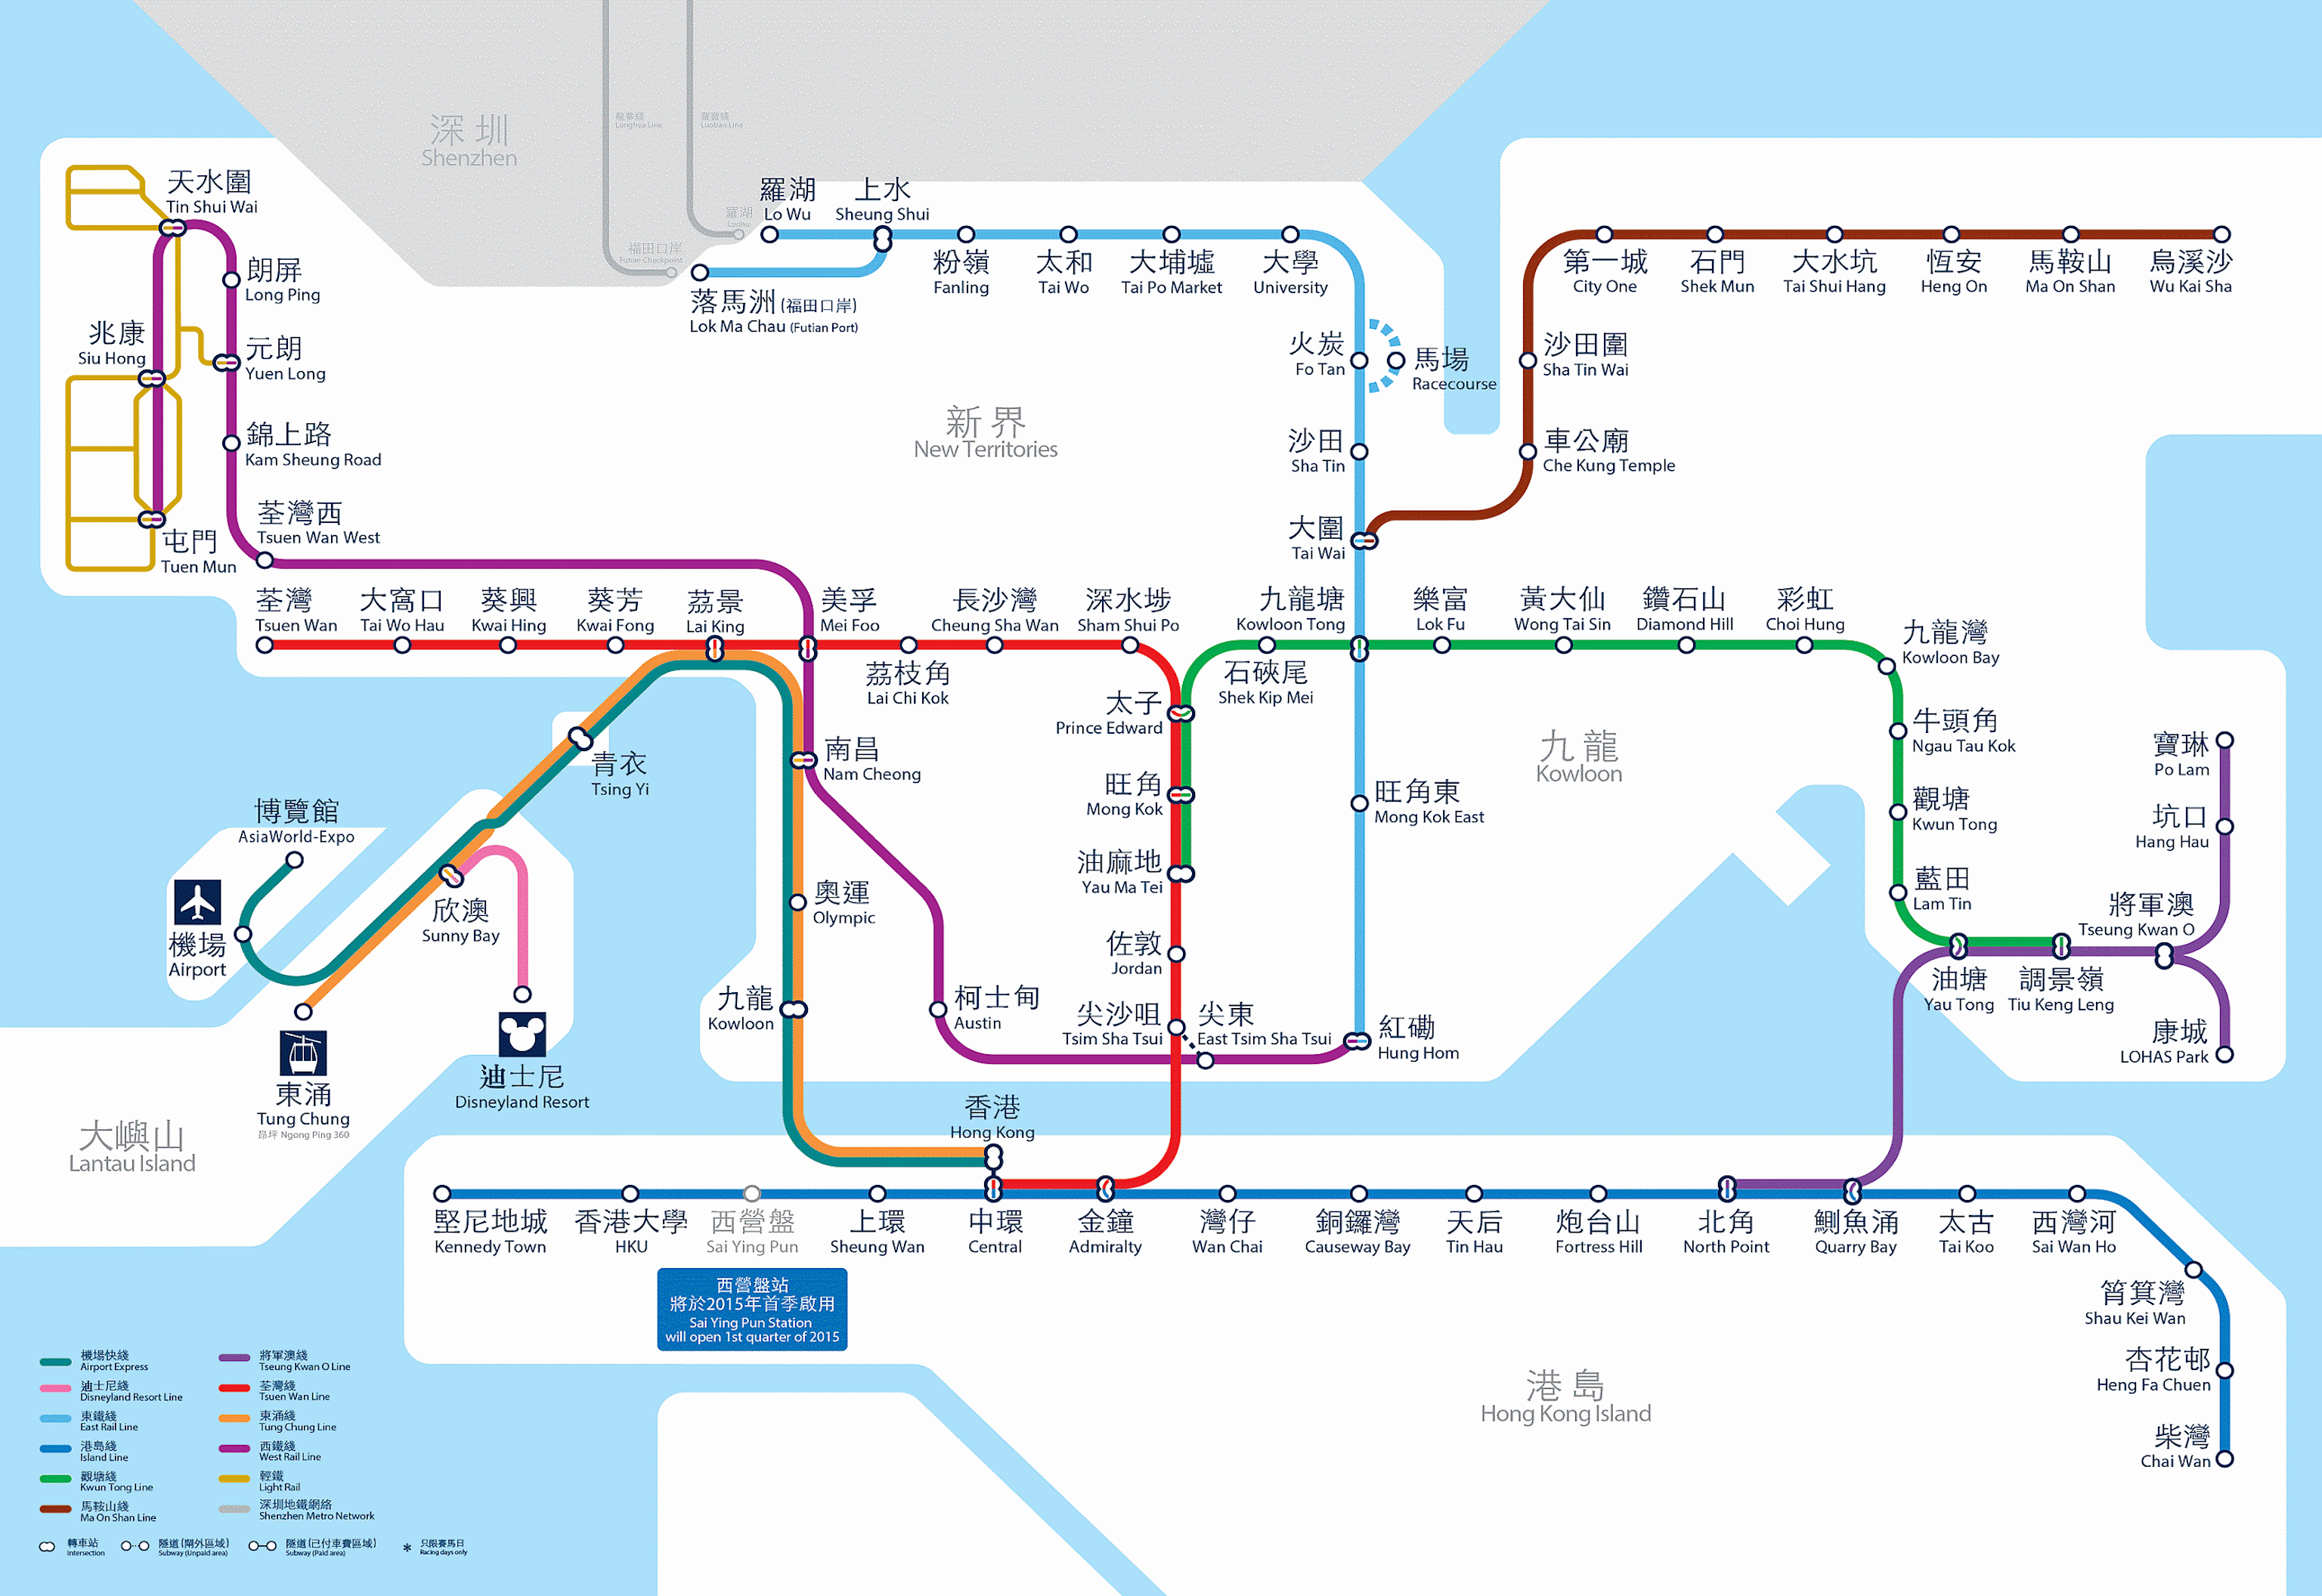 深圳
Shenzhen
龍華綫
Longhua Line
羅寶綫
Luobao Line
羅湖
Luohu
福田口岸
Futian Checkpoint
羅湖
Lo Wu
上水
Sheung Shui
粉嶺
Fanling
太和
Tai Wo
大埔墟
Tai Po Market
大學
University
落馬洲 (福田口岸)
Lok Ma Chau (Futian Port)
火炭
Fo Tan
馬場
Racecourse
沙田
Sha Tin
大圍
Tai Wai
第一城
City One
石門
Shek Mun
大水坑
Tai Shui Hang
恆安
Heng On
馬鞍山
Ma On Shan
烏溪沙
Wu Kai Sha
沙田圍
Sha Tin Wai
車公廟
Che Kung Temple
新界
New Territories
天水圍
Tin Shui Wai
朗屏
Long Ping
兆康
Siu Hong
元朗
Yuen Long
錦上路
Kam Sheung Road
荃灣西
Tsuen Wan West
屯門
Tuen Mun
荃灣
Tsuen Wan
大窩口
Tai Wo Hau
葵興
Kwai Hing
葵芳
Kwai Fong
荔景
Lai King
美孚
Mei Foo
荔枝角
Lai Chi Kok
長沙灣
Cheung Sha Wan
深水埗
Sham Shui Po
石硤尾
Shek Kip Mei
九龍塘
Kowloon Tong
樂富
Lok Fu
黃大仙
Wong Tai Sin
鑽石山
Diamond Hill
彩虹
Choi Hung
九龍灣
Kowloon Bay
牛頭角
Ngau Tau Kok
觀塘
Kwun Tong
藍田
Lam Tin
油塘
Yau Tong
調景嶺
Tiu Keng Leng
將軍澳
Tseung Kwan O
寶琳
Po Lam
坑口
Hang Hau
康城
LOHAS Park
太子
Prince Edward
旺角
Mong Kok
油麻地
Yau Ma Tei
佐敦
Jordan
尖沙咀
Tsim Sha Tsui
尖東
East Tsim Sha Tsui
紅磡
Hung Hom
旺角東
Mong Kok East
九龍
Kowloon
南昌
Nam Cheong
奧運
Olympic
九龍
Kowloon
柯士甸
Austin
青衣
Tsing Yi
博覽館
AsiaWorld-Expo
機場
Airport
欣澳
Sunny Bay
迪士尼
Disneyland Resort
東涌
Tung Chung
昂坪 Ngong Ping 360
大嶼山
Lantau Island
香港
Hong Kong
堅尼地城
Kennedy Town
香港大學
HKU
西營盤
Sai Ying Pun
上環
Sheung Wan
中環
Central
金鐘
Admiralty
灣仔
Wan Chai
銅鑼灣
Causeway Bay
天后
Tin Hau
炮台山
Fortress Hill
北角
North Point
鰂魚涌
Quarry Bay
太古
Tai Koo
西灣河
Sai Wan Ho
筲箕灣
Shau Kei Wan
杏花邨
Heng Fa Chuen
柴灣
Chai Wan
西營盤站
將於2015年首季啟用
Sai Ying Pun Station
will open 1st quarter of 2015
港島
Hong Kong Island
機場快綫
Airport Express
迪士尼綫
Disneyland Resort Line
東鐵綫
East Rail Line
港島綫
Island Line
觀塘綫
Kwun Tong Line
馬鞍山綫
Ma On Shan Line
將軍澳綫
Tseung Kwan O Line
荃灣綫
Tsuen Wan Line
東涌綫
Tung Chung Line
西鐵綫
West Rail Line
輕鐵
Light Rail
深圳地鐵網絡
Shenzhen Metro Network
轉車站
Intersection
隧道(閘外區域)
Subway (Unpaid area)
隧道(已付車費區域)
Subway (Paid area)
* 只限賽馬日
Racing days only